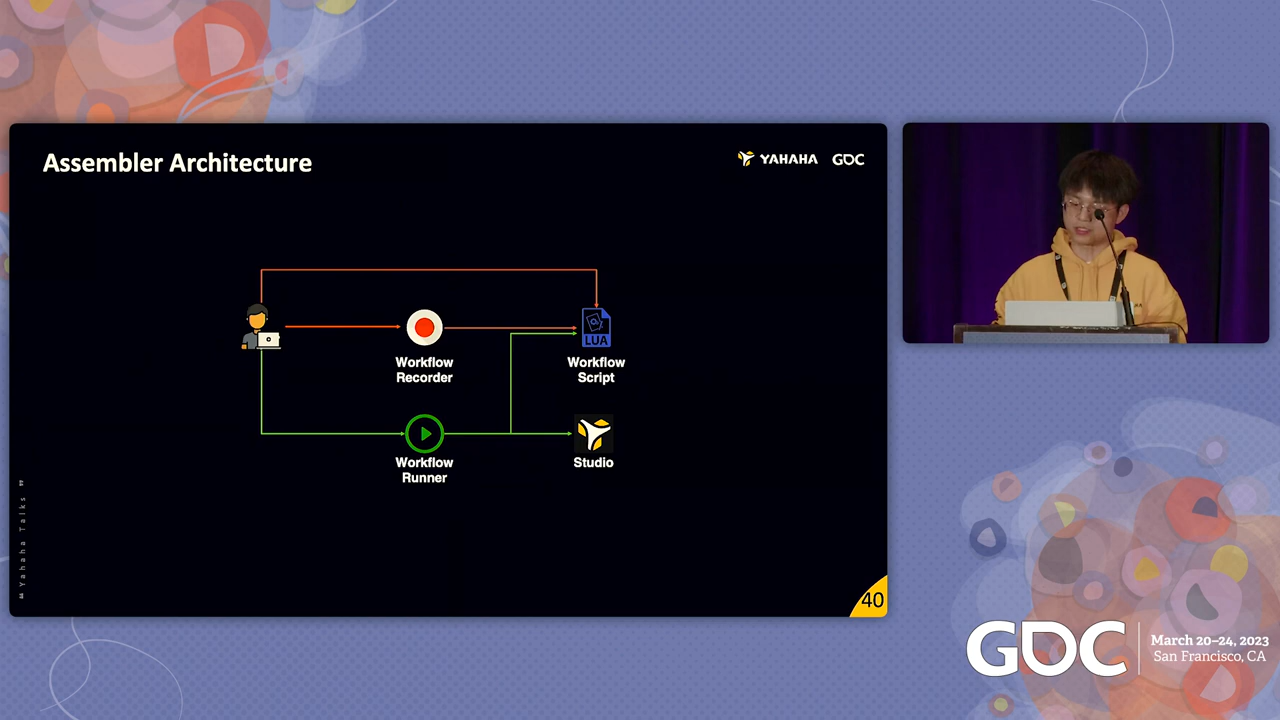 Assembler Architecture
YAHAHA GDC
LUA
Workflow
Recorder
Workflow
Script
Workflow
Runner
Studio
Yahaha Talks
40
GDC
March 20–24, 2023
San Francisco, CA